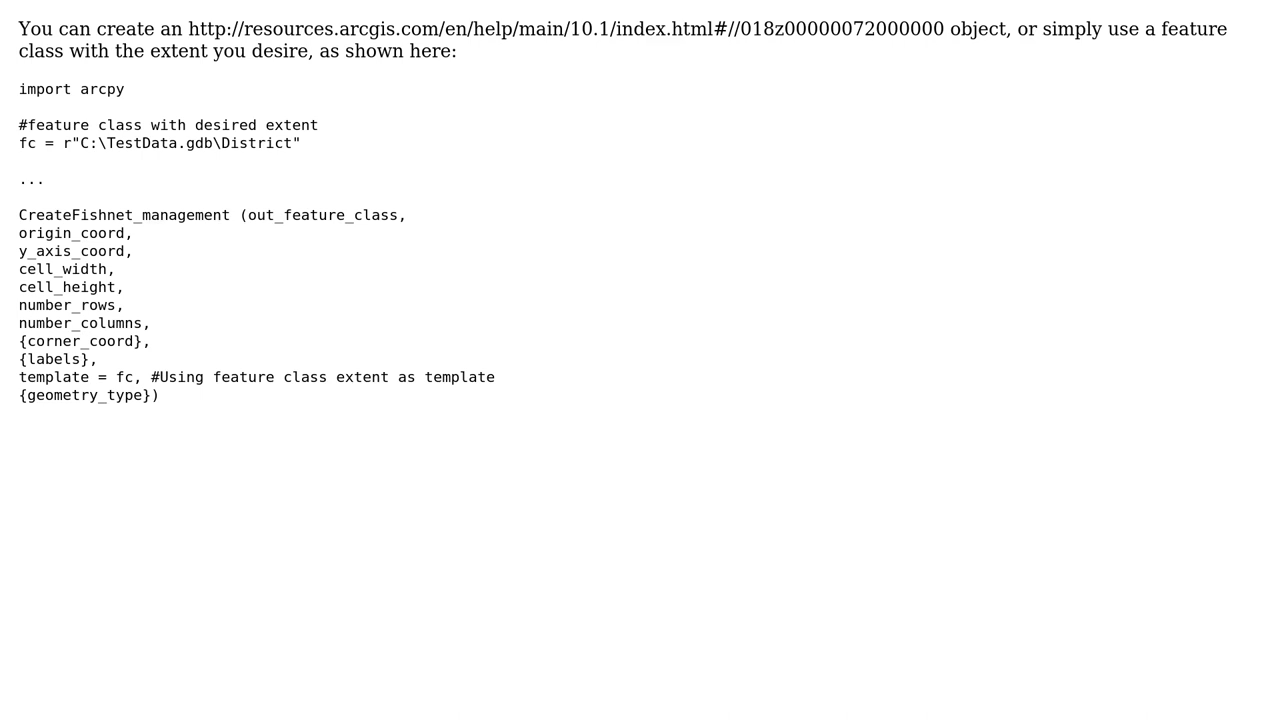 You can create an http://resources.arcgis.com/en/help/main/10.1/index.html#//018z00000072000000 object, or simply use a feature
class with the extent you desire, as shown here:
import arcpy
#feature class with desired extent
fc = r"C:\TestData.gdb\District"
...
CreateFishnet_management (out_feature_class,
origin_coord,
y_axis_coord,
cell_width,
cell_height,
number_rows,
number_columns,
{corner_coord},
{labels},
template = fc, #Using feature class extent as template
{geometry_type})